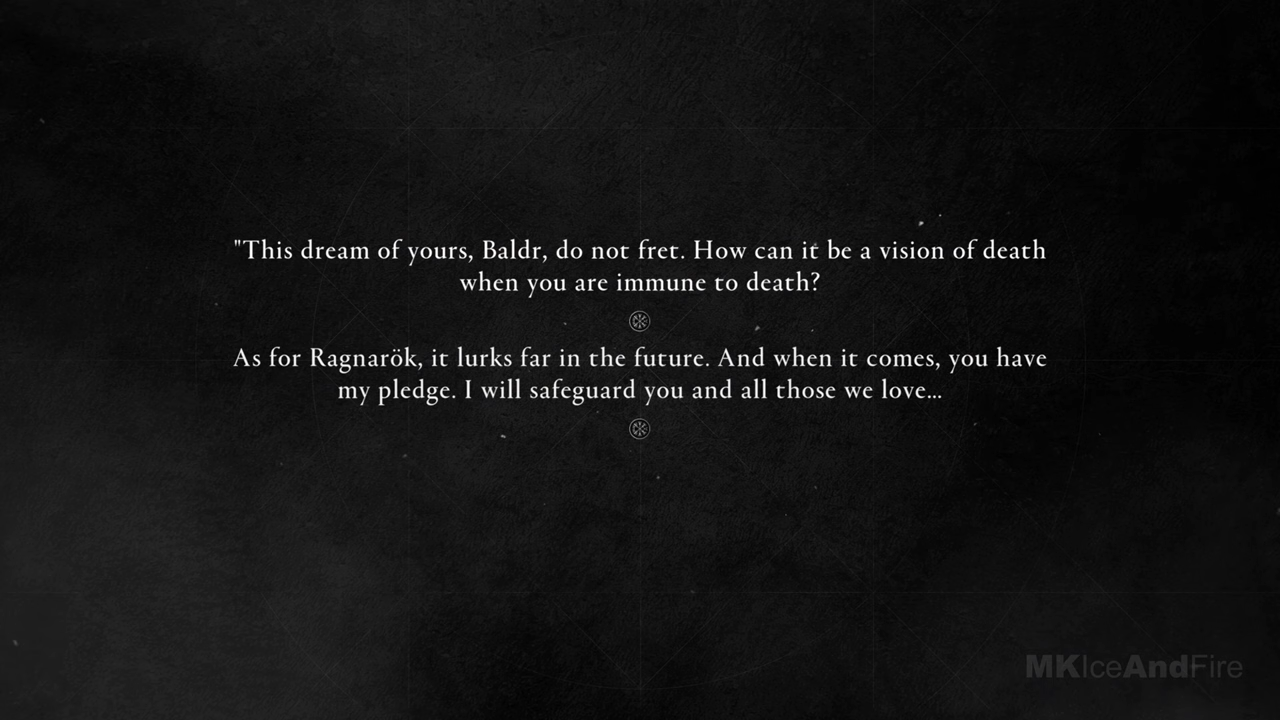 "This dream of yours, Baldr, do not fret. How can it be a vision of death
when you are immune to death?
As for Ragnarök, it lurks far in the future. And when it comes, you have
my pledge. I will safeguard you and all those we love...
MKIceAndFire